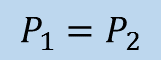 P₁ = P₂